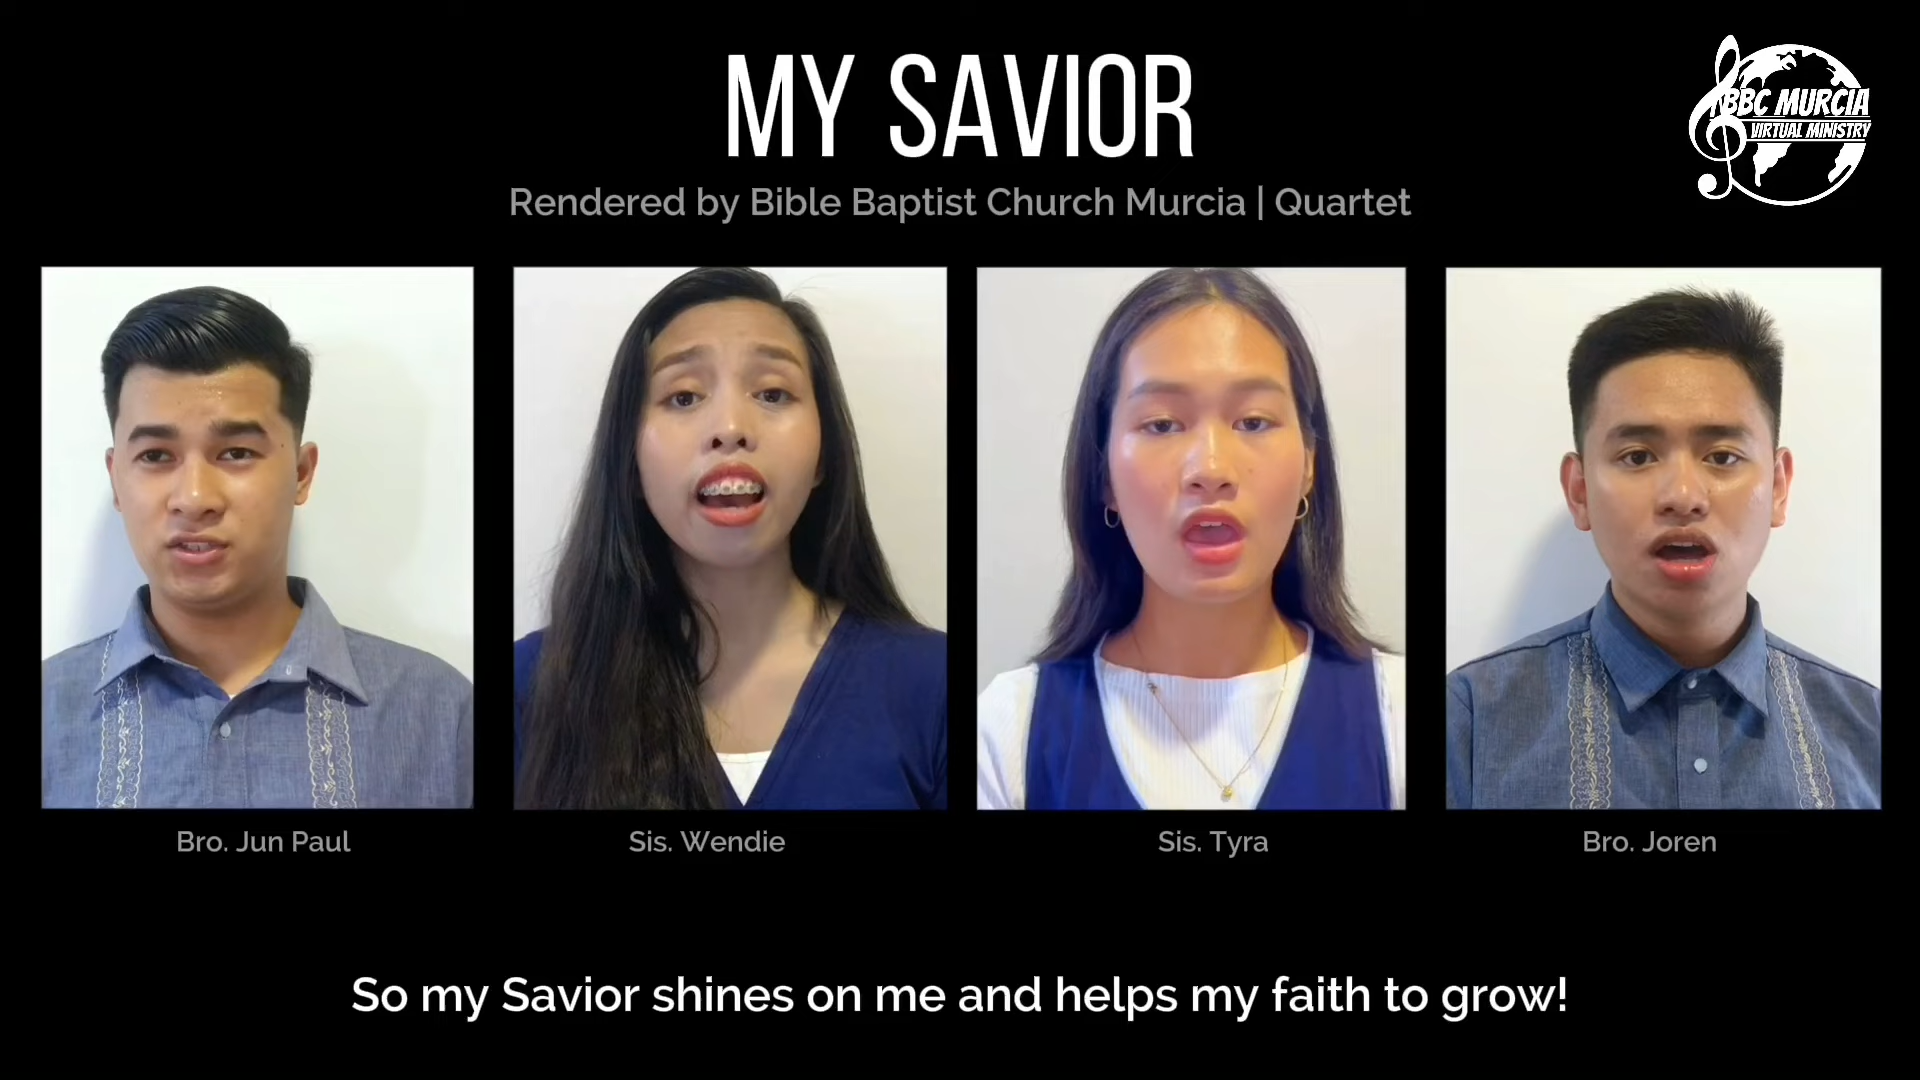 MY SAVIOR
BBC MURCIA
VIRTUAL MINISTRY
Rendered by Bible Baptist Church Murcia | Quartet
Bro. Jun Paul
Sis. Wendie
Sis. Tyra
Bro. Joren
So my Savior shines on me and helps my faith to grow!